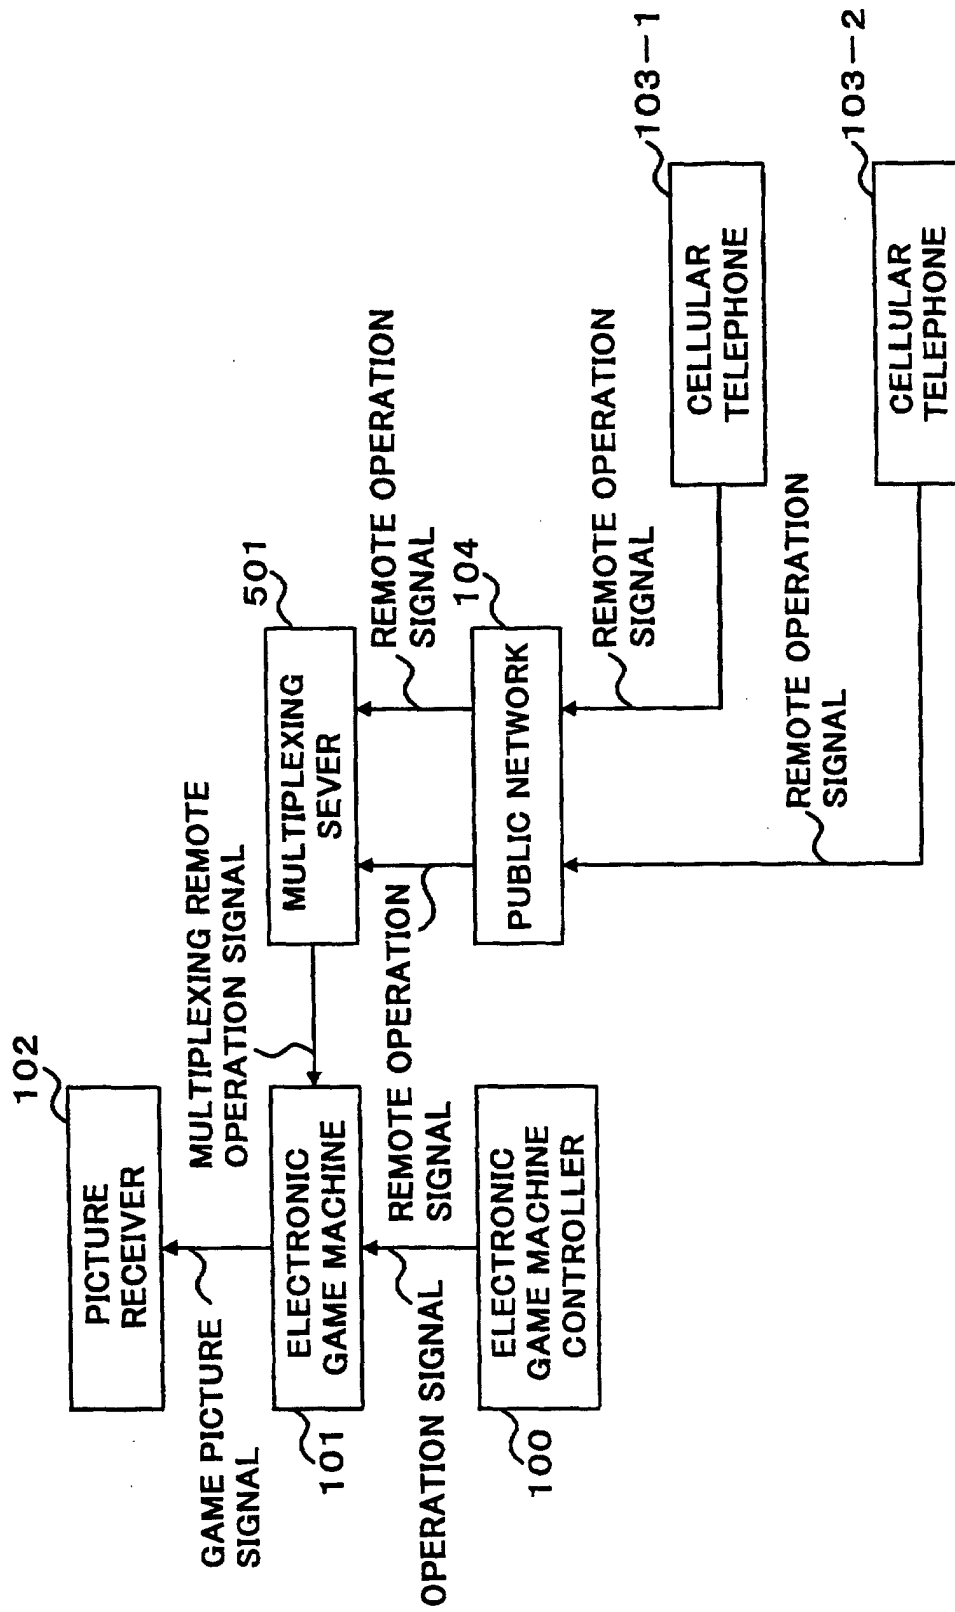 102
PICTURE
RECEIVER
GAME PICTURE
SIGNAL
MULTIPLEXING REMOTE
OPERATION SIGNAL
101
ELECTRONIC
GAME MACHINE
501
MULTIPLEXING
SEVER
OPERATION SIGNAL
REMOTE OPERATION
SIGNAL
REMOTE OPERATION
SIGNAL
100
ELECTRONIC
GAME MACHINE
CONTROLLER
104
PUBLIC NETWORK
REMOTE OPERATION
SIGNAL
103-1
CELLULAR
TELEPHONE
REMOTE OPERATION
SIGNAL
103-2
CELLULAR
TELEPHONE